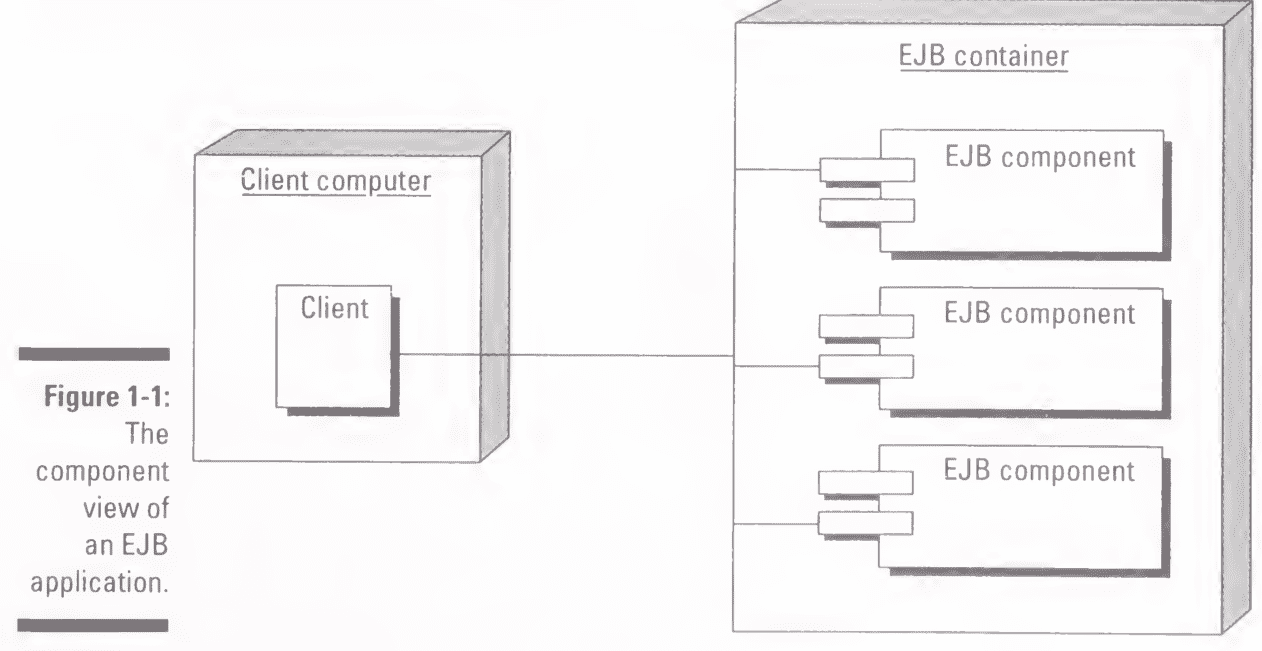 EJB container
EJB component
Client computer
EJB component
Client
EJB component
Figure 1-1:
The
component
view of
an EJB
application.